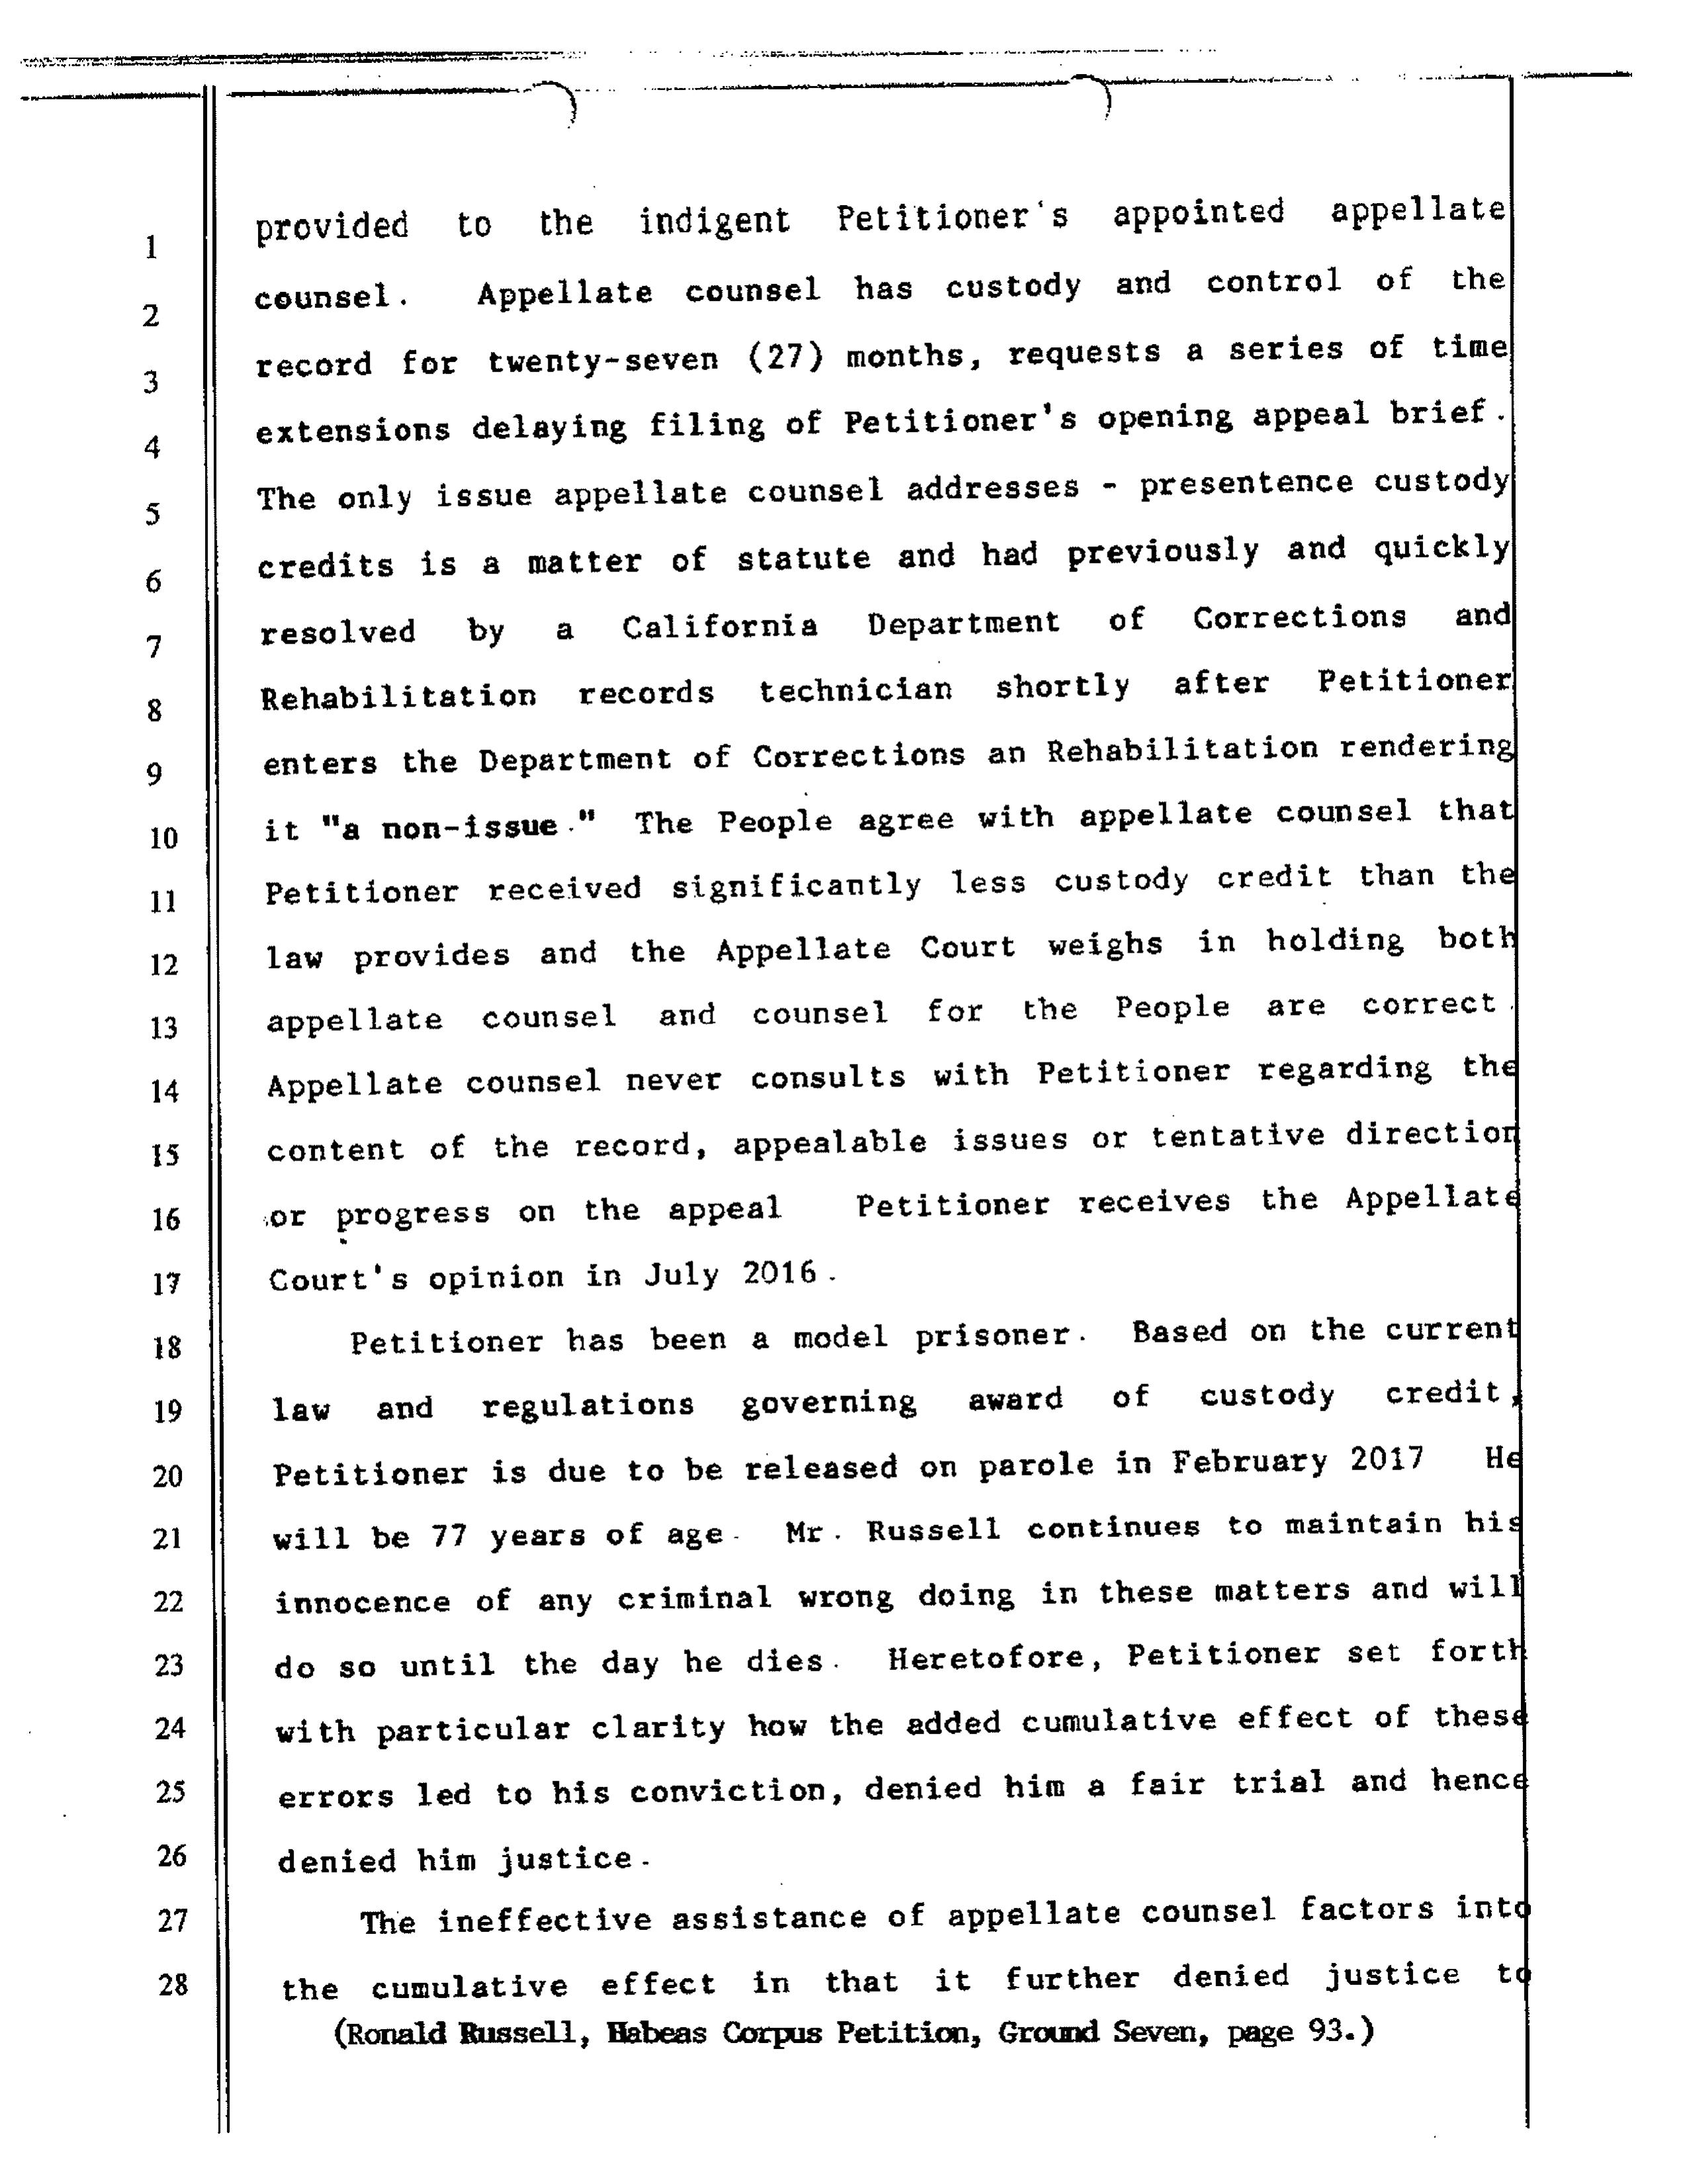 1 provided to the indigent Petitioner's appointed appellate
2 counsel. Appellate counsel has custody and control of the
3 record for twenty-seven (27) months, requests a series of time
4 extensions delaying filing of Petitioner's opening appeal brief.
5 The only issue appellate counsel addresses - presentence custody
6 credits is a matter of statute and had previously and quickly
7 resolved by a California Department of Corrections and
8 Rehabilitation records technician shortly after Petitioner
9 enters the Department of Corrections an Rehabilitation rendering
10 it "a non-issue." The People agree with appellate counsel that
11 Petitioner received significantly less custody credit than the
12 law provides and the Appellate Court weighs in holding both
13 appellate counsel and counsel for the People are correct.
14 Appellate counsel never consults with Petitioner regarding the
15 content of the record, appealable issues or tentative direction
16 or progress on the appeal Petitioner receives the Appellate
17 Court's opinion in July 2016.
18 Petitioner has been a model prisoner. Based on the current
19 law and regulations governing award of custody credit,
20 Petitioner is due to be released on parole in February 2017 He
21 will be 77 years of age. Mr. Russell continues to maintain his
22 innocence of any criminal wrong doing in these matters and will
23 do so until the day he dies. Heretofore, Petitioner set forth
24 with particular clarity how the added cumulative effect of these
25 errors led to his conviction, denied him a fair trial and hence
26 denied him justice.
27 The ineffective assistance of appellate counsel factors into
28 the cumulative effect in that it further denied justice to
(Ronald Russell, Habeas Corpus Petition, Ground Seven, page 93.)